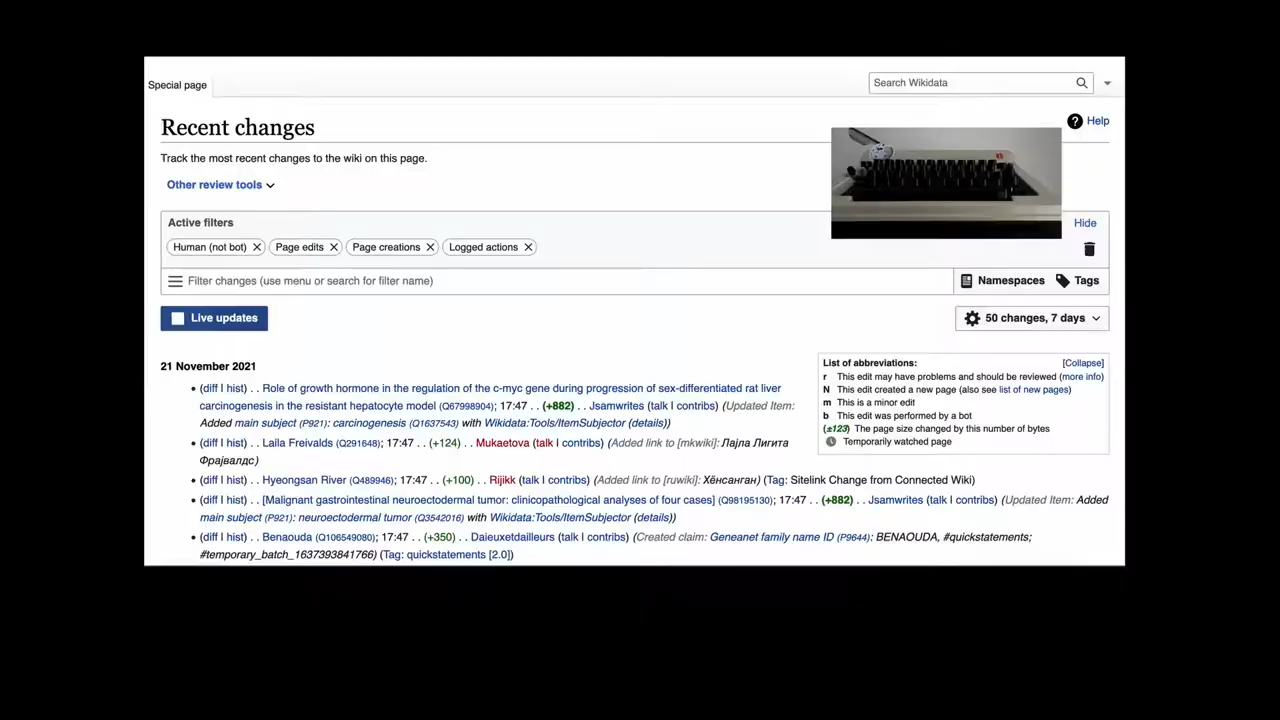 Special page
Search Wikidata
Recent changes
Help
Track the most recent changes to the wiki on this page.
Other review tools
Active filters
Hide
Human (not bot)
Page edits
Page creations
Logged actions
Filter changes (use menu or search for filter name)
Namespaces
Tags
Live updates
50 changes, 7 days
List of abbreviations: [Collapse]
r This edit may have problems and should be reviewed (more info)
N This edit created a new page (also see list of new pages)
m This is a minor edit
b This edit was performed by a bot
(±123) The page size changed by this number of bytes
Temporarily watched page
21 November 2021
(diff | hist) . . Role of growth hormone in the regulation of the c-myc gene during progression of sex-differentiated rat liver
carcinogenesis in the resistant hepatocyte model (Q67998904); 17:47 . . (+882) . . Jsamwrites (talk | contribs) (Updated Item:
Added main subject (P921): carcinogenesis (Q1637543) with Wikidata:Tools/ItemSubjector (details))
(diff | hist) . . Laila Freivalds (Q291648); 17:47 . . (+124) . . Mukaetova (talk | contribs) (Added link to [mkwiki]: Лајла Лигита
Фрајвалдс)
(diff | hist) . . Hyeongsan River (Q489946); 17:47 . . (+100) . . Rijikk (talk | contribs) (Added link to [ruwiki]: Хёнсанган) (Tag: Sitelink Change from Connected Wiki)
(diff | hist) . . [Malignant gastrointestinal neuroectodermal tumor: clinicopathological analyses of four cases] (Q98195130); 17:47 . . (+882) . . Jsamwrites (talk | contribs) (Updated Item: Added
main subject (P921): neuroectodermal tumor (Q3542016) with Wikidata:Tools/ItemSubjector (details))
(diff | hist) . . Benaouda (Q106549080); 17:47 . . (+350) . . Daieuxetdailleurs (talk | contribs) (Created claim: Geneanet family name ID (P9644): BENAOUDA, #quickstatements;
#temporary_batch_1637393841766) (Tag: quickstatements [2.0])